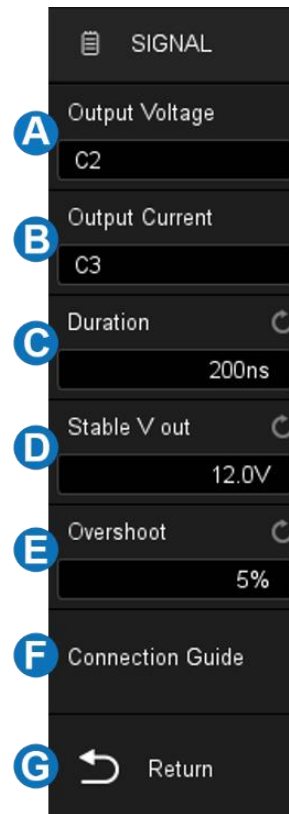 SIGNAL
A
Output Voltage
C2
B
Output Current
C3
C
Duration
200ns
D
Stable V out
12.0V
E
Overshoot
5%
F
Connection Guide
G
Return